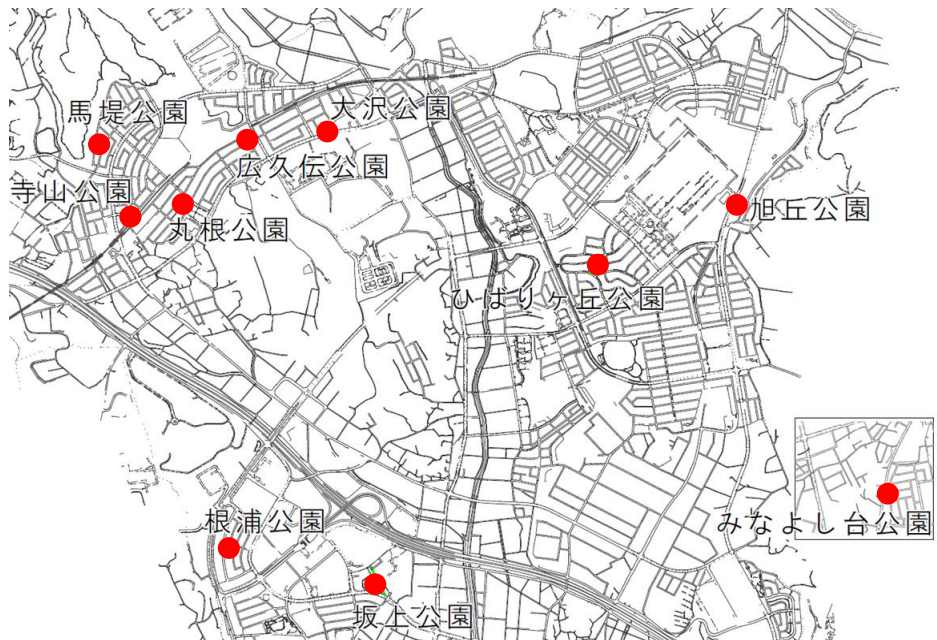 大沢公園
馬堤公園
広久伝公園
寺山公園
丸根公園
旭丘公園
ひばりヶ丘公園
根浦公園
みなよし台公園
坂上公園